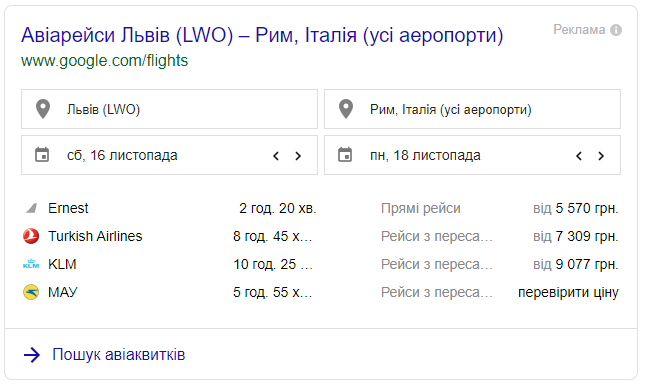 Авіарейси Львів (LWO) – Рим, Італія (усі аеропорти)
Реклама
www.google.com/flights
Львів (LWO) Рим, Італія (усі аеропорти)
сб, 16 листопада пн, 18 листопада
Ernest 2 год. 20 хв. Прямі рейси від 5 570 грн.
Turkish Airlines 8 год. 45 х... Рейси з переса... від 7 309 грн.
KLM KLM 10 год. 25 ... Рейси з переса... від 9 077 грн.
МАУ 5 год. 55 х... Рейси з переса... перевірити ціну
Пошук авіаквитків